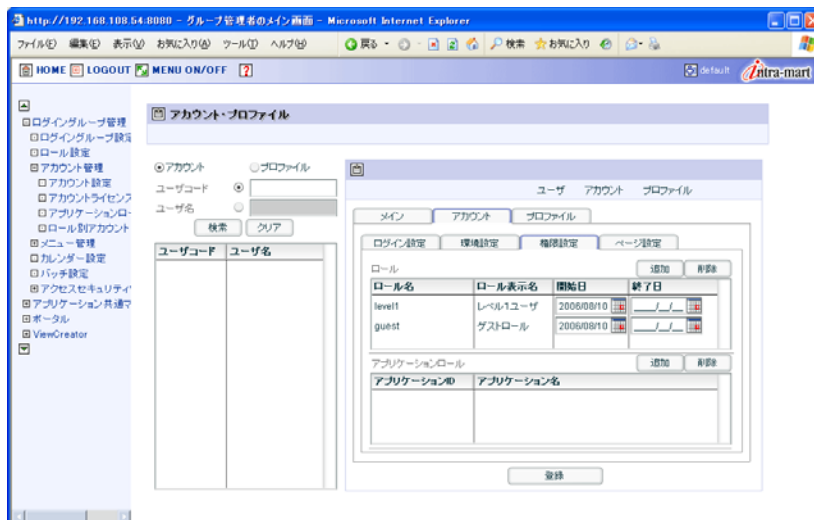 http://192.168.108.54:8080 - グループ管理者のメイン画面 - Microsoft Internet Explorer
ファイル(F) 編集(E) 表示(V) お気に入り(A) ツール(T) ヘルプ(H) 戻る 検索 お気に入り
HOME LOGOUT MENU ON/OFF default intra-mart
ログイングループ管理
ログイングループ設定
ロール設定
アカウント管理
アカウント設定
アカウントライセンス
アプリケーションロー
ロール別アカウント
メニュー管理
カレンダー設定
バッチ設定
アクセスセキュリティ
アプリケーション共通マ
ポータル
ViewCreator
アカウント・プロファイル
アカウント プロファイル
ユーザコード
ユーザ名
検索 クリア
ユーザコード ユーザ名
ユーザ アカウント プロファイル
メイン アカウント プロファイル
ログイン設定 環境設定 権限設定 ページ設定
ロール 追加 削除
ロール名 ロール表示名 開始日 終了日
level1 レベル1ユーザ 2006/08/10 ____/__/__
guest ゲストロール 2006/08/10 ____/__/__
アプリケーションロール 追加 削除
アプリケーションID アプリケーション名
登録